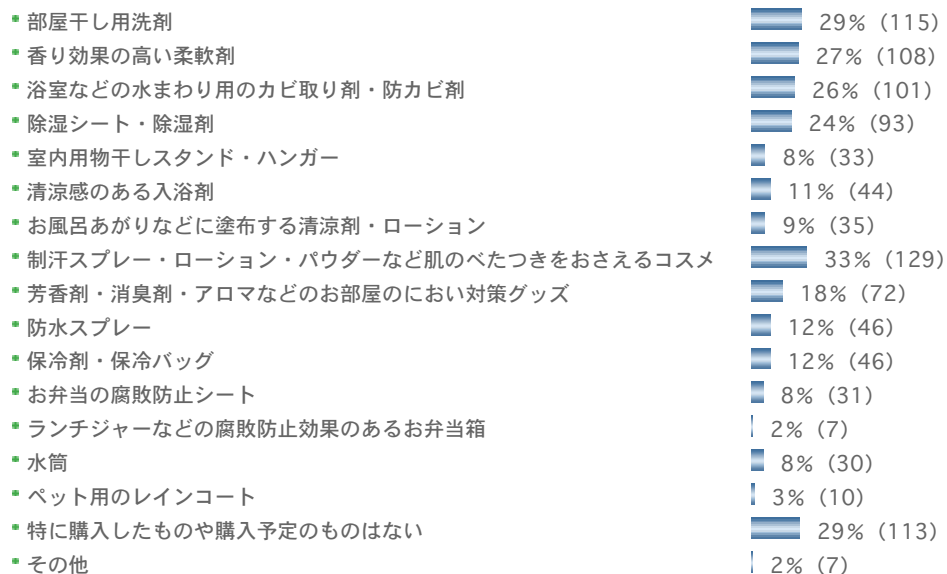 部屋干し用洗剤 29%（115）
香り効果の高い柔軟剤 27%（108）
浴室などの水まわり用のカビ取り剤・防カビ剤 26%（101）
除湿シート・除湿剤 24%（93）
室内用物干しスタンド・ハンガー 8%（33）
清涼感のある入浴剤 11%（44）
お風呂あがりなどに塗布する清涼剤・ローション 9%（35）
制汗スプレー・ローション・パウダーなど肌のべたつきをおさえるコスメ 33%（129）
芳香剤・消臭剤・アロマなどのお部屋のにおい対策グッズ 18%（72）
防水スプレー 12%（46）
保冷剤・保冷バッグ 12%（46）
お弁当の腐敗防止シート 8%（31）
ランチジャーなどの腐敗防止効果のあるお弁当箱 2%（7）
水筒 8%（30）
ペット用のレインコート 3%（10）
特に購入したものや購入予定のものはない 29%（113）
その他 2%（7）